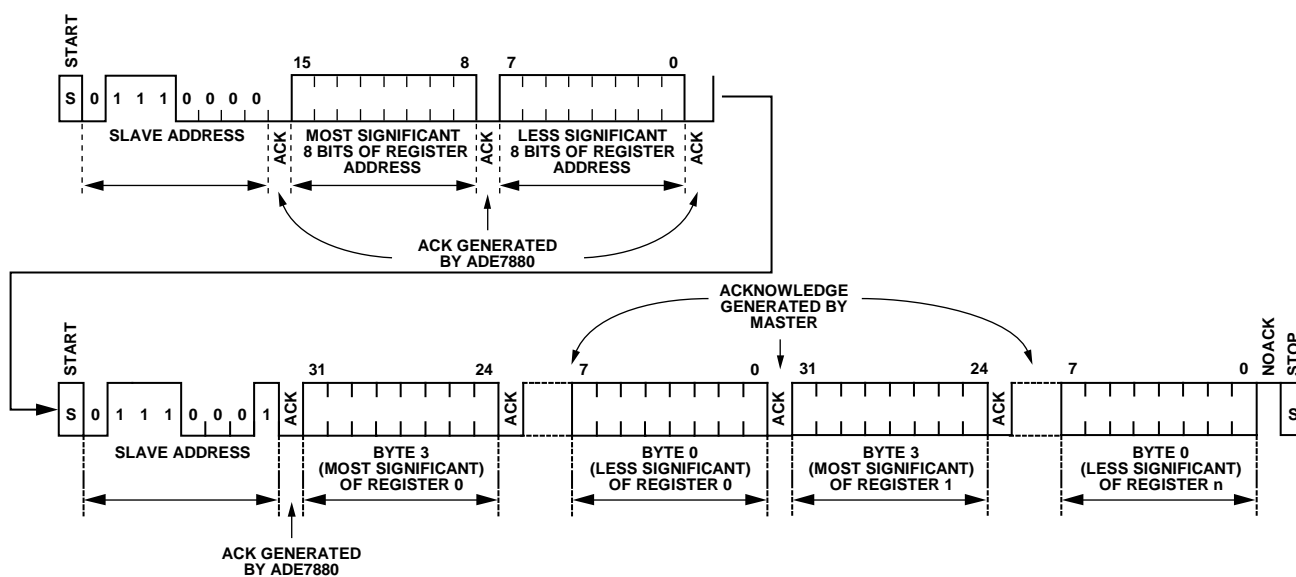 START
15 8 7 0
S 0 1 1 1 0 0 0 0
SLAVE ADDRESS
ACK
MOST SIGNIFICANT
8 BITS OF REGISTER
ADDRESS
ACK
LESS SIGNIFICANT
8 BITS OF REGISTER
ADDRESS
ACK
ACK GENERATED
BY ADE7880
ACKNOWLEDGE
GENERATED BY
MASTER
START
31 24 7 0 31 24 7 0
NOACK
STOP
S 0 1 1 1 0 0 0 1
ACK
ACK
ACK
ACK
S
SLAVE ADDRESS
BYTE 3
(MOST SIGNIFICANT)
OF REGISTER 0
BYTE 0
(LESS SIGNIFICANT)
OF REGISTER 0
BYTE 3
(MOST SIGNIFICANT)
OF REGISTER 1
BYTE 0
(LESS SIGNIFICANT)
OF REGISTER n
ACK GENERATED
BY ADE7880